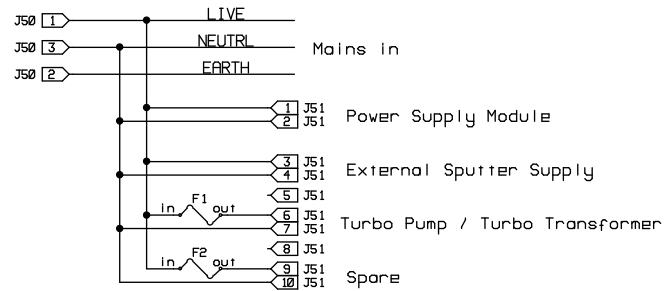 J50 1 LIVE
J50 3 NEUTRL Mains in
J50 2 EARTH
1 J51
2 J51 Power Supply Module
3 J51
4 J51 External Sputter Supply
5 J51
in F1 out 6 J51
7 J51 Turbo Pump / Turbo Transformer
8 J51
in F2 out 9 J51
10 J51 Spare